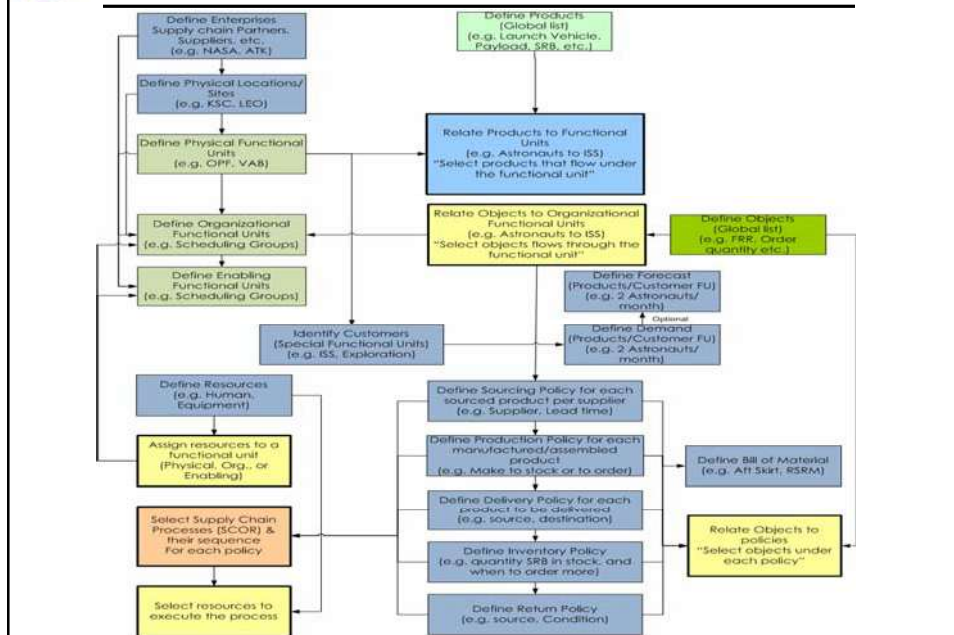 Define Enterprises
Supply chain Partners,
Suppliers, etc.
(e.g. NASA, ATK)
Define Products
(Global list)
(e.g. Launch Vehicle,
Payload, SRB, etc.)
Define Physical Locations/
Sites
(e.g. KSC, LEO)
Define Physical Functional
Units
(e.g. OPF, VAB)
Relate Products to Functional
Units
(e.g. Astronauts to ISS)
"Select products that flow under
the functional unit"
Define Organizational
Functional Units
(e.g. Scheduling Groups)
Relate Objects to Organizational
Functional Units
(e.g. Astronauts to ISS)
"Select objects flows through the
functional unit"
Define Objects
(Global list)
(e.g. FRR, Order
quantity etc.)
Define Enabling
Functional Units
(e.g. Scheduling Groups)
Define Forecast
(Products/Customer FU)
(e.g. 2 Astronauts/
month)
Optional
Identify Customers
(Special Functional Units)
(e.g. ISS, Exploration)
Define Demand
(Products/Customer FU)
(e.g. 2 Astronauts/
month)
Define Resources
(e.g. Human,
Equipment)
Define Sourcing Policy for each
sourced product per supplier
(e.g. Supplier, Lead time)
Assign resources to a
functional unit
(Physical, Org., or
Enabling)
Define Production Policy for each
manufactured/assembled
product
(e.g. Make to stock or to order)
Define Bill of Material
(e.g. Aft Skirt, RSRM)
Define Delivery Policy for each
product to be delivered
(e.g. source, destination)
Select Supply Chain
Processes (SCOR) &
their sequence
For each policy
Define Inventory Policy
(e.g. quantity SRB in stock, and
when to order more)
Relate Objects to
policies
"Select objects under
each policy"
Select resources to
execute the process
Define Return Policy
(e.g. source, Condition)